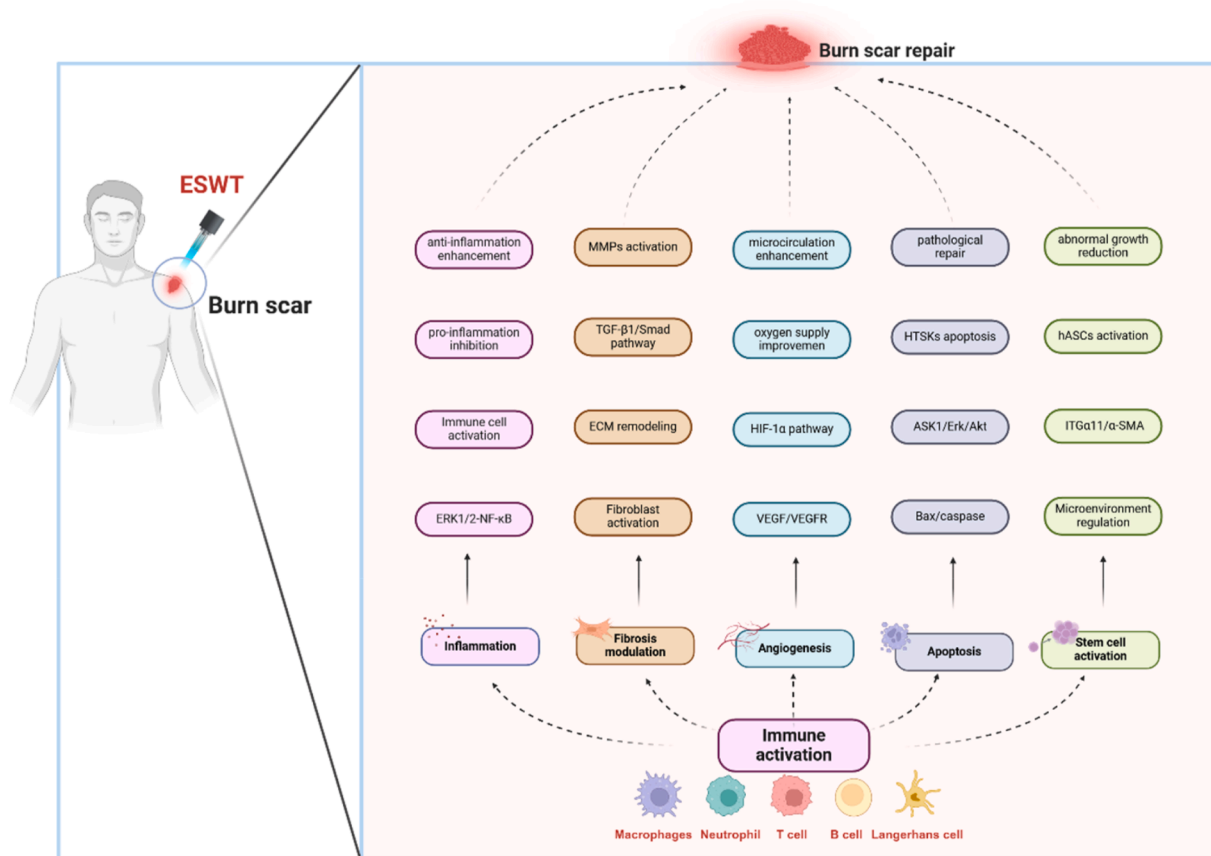 Burn scar repair
ESWT
Burn scar
anti-inflammation
enhancement
MMPs activation
microcirculation
enhancement
pathological
repair
abnormal growth
reduction
pro-inflammation
inhibition
TGF-β1/Smad
pathway
oxygen supply
improvemen
HTSKs apoptosis
hASCs activation
Immune cell
activation
ECM remodeling
HIF-1α pathway
ASK1/Erk/Akt
ITGα11/α-SMA
ERK1/2-NF-κB
Fibroblast
activation
VEGF/VEGFR
Bax/caspase
Microenvironment
regulation
Inflammation
Fibrosis
modulation
Angiogenesis
Apoptosis
Stem cell
activation
Immune
activation
Macrophages
Neutrophil
T cell
B cell
Langerhans cell